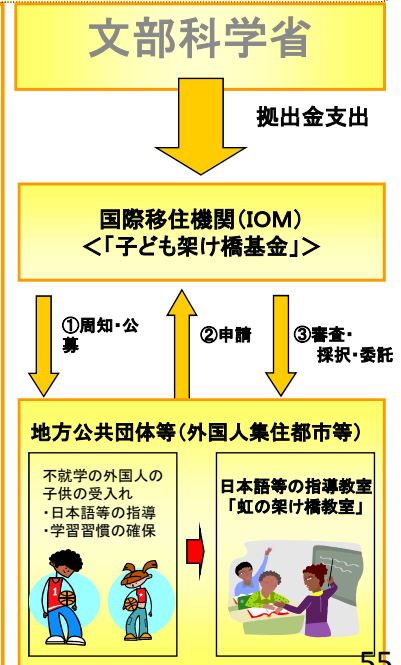 文部科学省
拠出金支出
国際移住機関(IOM)
<「子ども架け橋基金」>
①周知・公
募
②申請
③審査・
採択・委託
地方公共団体等(外国人集住都市等)
不就学の外国人の
子供の受入れ
・日本語等の指導
・学習習慣の確保
日本語等の指導教室
「虹の架け橋教室」
1
55